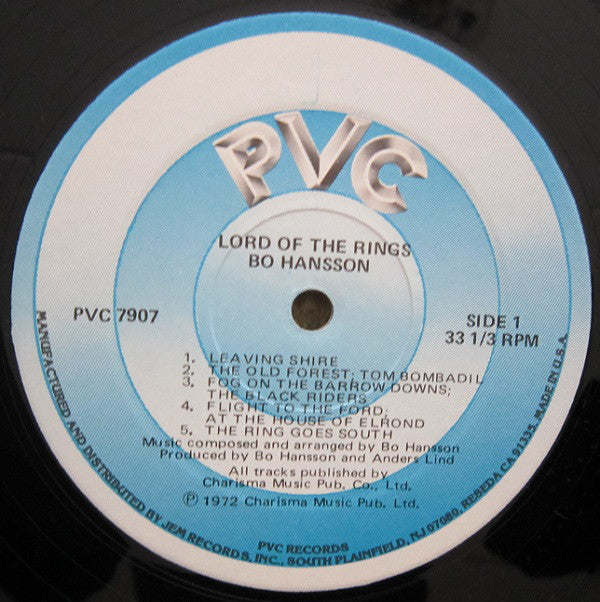 PVC
LORD OF THE RINGS
BO HANSSON
PVC 7907
SIDE 1
33 1/3 RPM
1. LEAVING SHIRE
2. THE OLD FOREST; TOM BOMBADIL
3. FOG ON THE BARROW DOWNS;
THE BLACK RIDERS
4. FLIGHT TO THE FORD;
AT THE HOUSE OF ELROND
5. THE RING GOES SOUTH
Music composed and arranged by Bo Hansson
Produced by Bo Hansson and Anders Lind
All tracks published by
Charisma Music Pub. Co., Ltd.
Ⓟ 1972 Charisma Music Pub. Ltd.
PVC RECORDS
MANUFACTURED AND DISTRIBUTED BY JEM RECORDS, INC., SOUTH PLAINFIELD, NJ 07080, RESEDA CA 91335. MADE IN U.S.A.